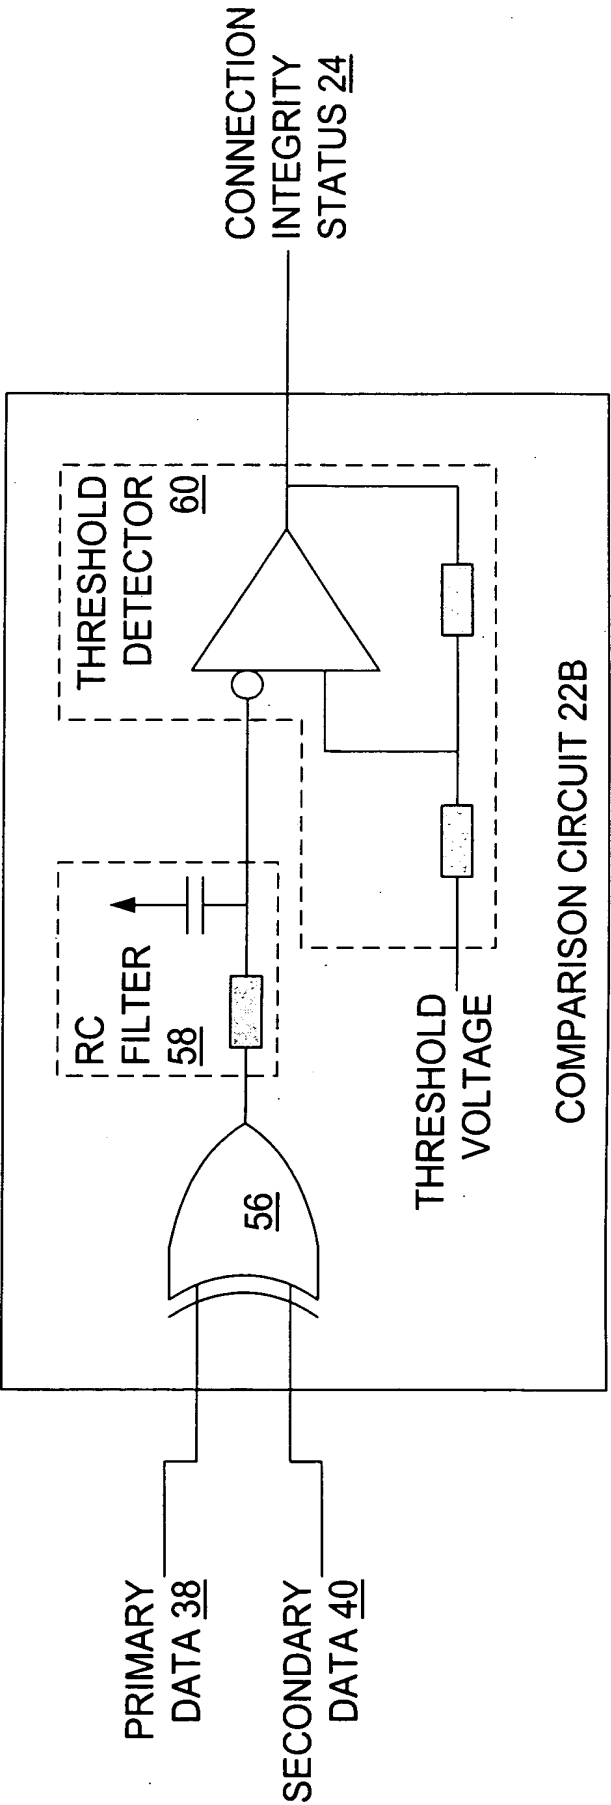 PRIMARY
DATA 38
SECONDARY
DATA 40
56
RC
FILTER
58
THRESHOLD
DETECTOR
60
THRESHOLD
VOLTAGE
CONNECTION
INTEGRITY
STATUS 24
COMPARISON CIRCUIT 22B